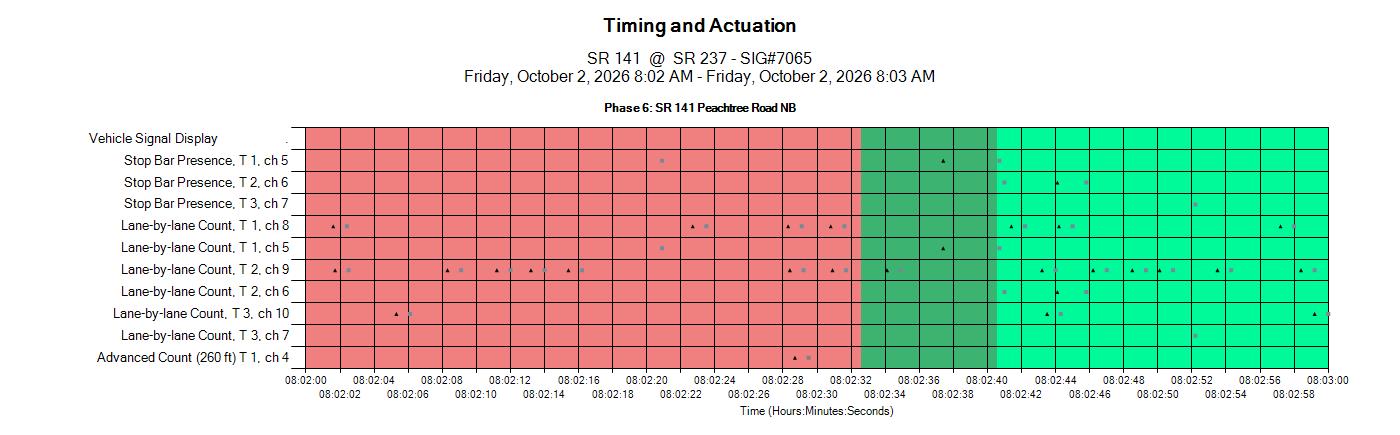 Timing and Actuation
SR 141 @ SR 237 - SIG#7065
Friday, October 2, 2026 8:02 AM - Friday, October 2, 2026 8:03 AM
Phase 6: SR 141 Peachtree Road NB
Vehicle Signal Display .
Stop Bar Presence, T 1, ch 5
Stop Bar Presence, T 2, ch 6
Stop Bar Presence, T 3, ch 7
Lane-by-lane Count, T 1, ch 8
Lane-by-lane Count, T 1, ch 5
Lane-by-lane Count, T 2, ch 9
Lane-by-lane Count, T 2, ch 6
Lane-by-lane Count, T 3, ch 10
Lane-by-lane Count, T 3, ch 7
Advanced Count (260 ft) T 1, ch 4
08:02:00 08:02:04 08:02:08 08:02:12 08:02:16 08:02:20 08:02:24 08:02:28 08:02:32 08:02:36 08:02:40 08:02:44 08:02:48 08:02:52 08:02:56 08:03:00
08:02:02 08:02:06 08:02:10 08:02:14 08:02:18 08:02:22 08:02:26 08:02:30 08:02:34 08:02:38 08:02:42 08:02:46 08:02:50 08:02:54 08:02:58
Time (Hours:Minutes:Seconds)